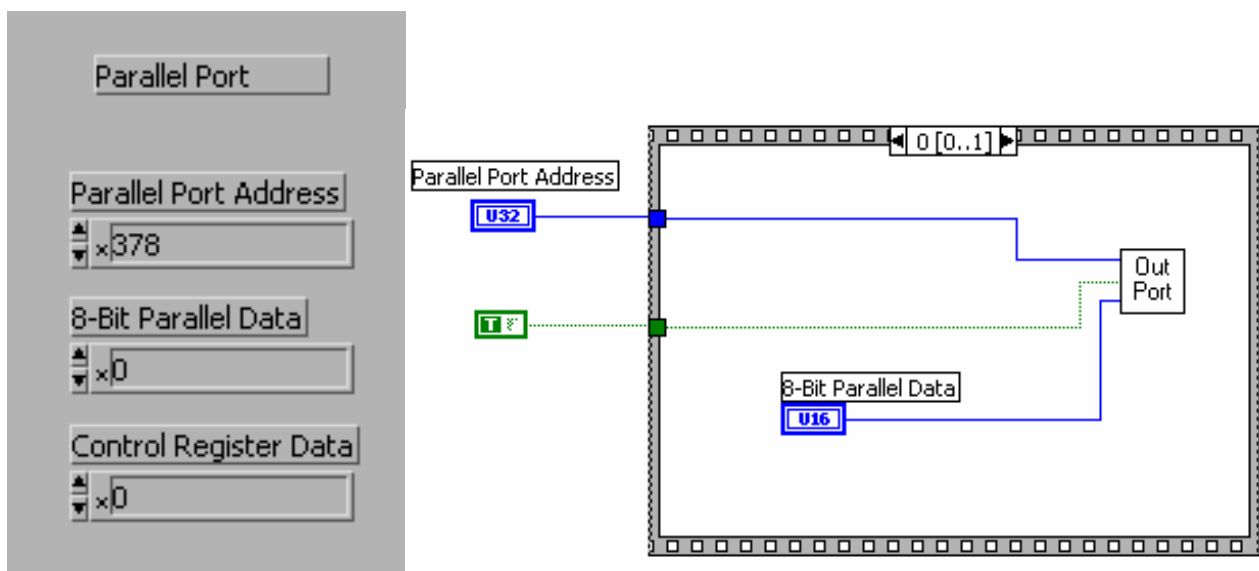 Parallel Port
Parallel Port Address
x378
8-Bit Parallel Data
x0
Control Register Data
x0
Parallel Port Address
U32
T
0 [0..1]
Out
Port
8-Bit Parallel Data
U16